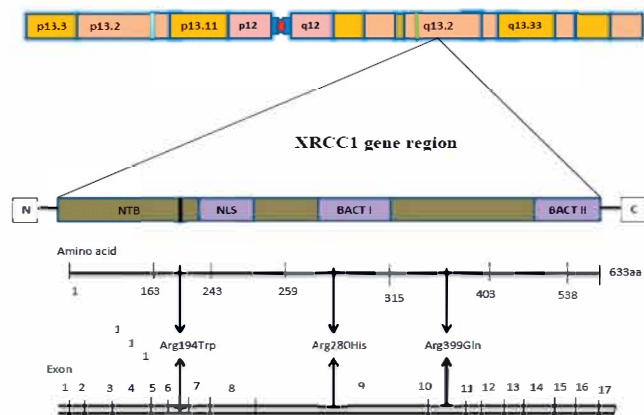 p13.3 p13.2 p13.11 p12 q12 q13.2 q13.33
XRCC1 gene region
N NTB NLS BACT I BACT II C
Amino acid
1 163 243 259 315 403 538 633aa
1
1
1
Arg194Trp Arg280His Arg399Gln
Exon
1 2 3 4 5 6 7 8 9 10 11 12 13 14 15 16 17